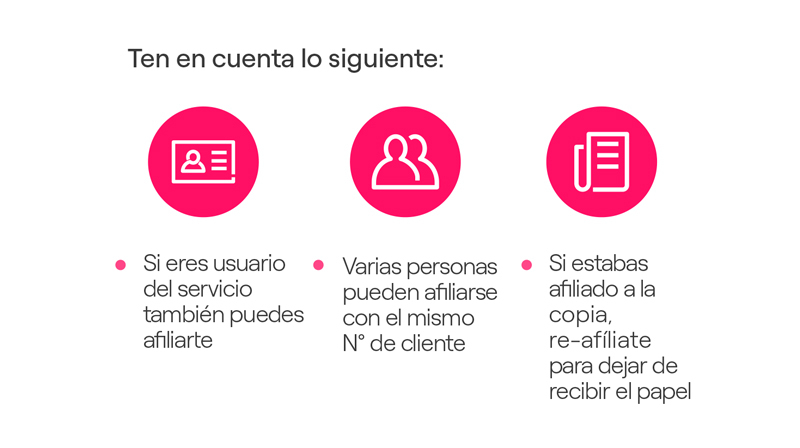 Ten en cuenta lo siguiente:
Si eres usuario
del servicio
también puedes
afiliarte
Varias personas
pueden afiliarse
con el mismo
N° de cliente
Si estabas
afiliado a la
copia,
re-afíliate
para dejar de
recibir el papel